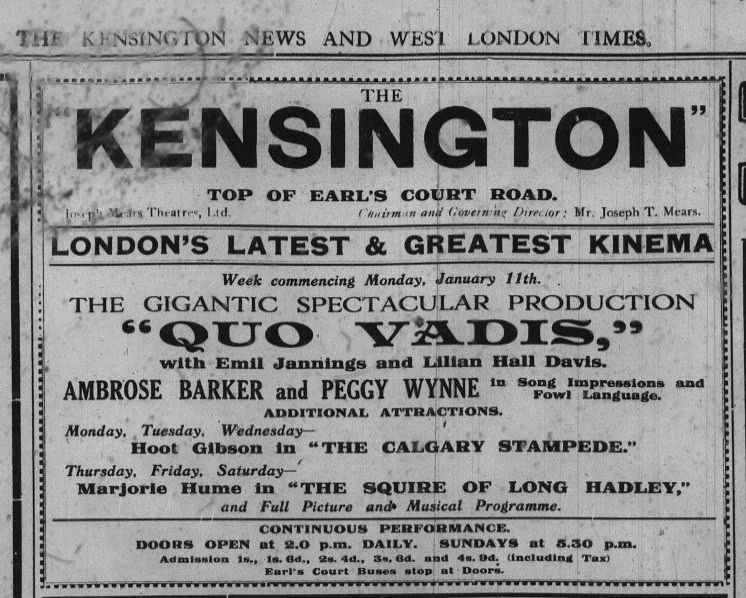 THE KENSINGTON NEWS AND WEST LONDON TIMES.
THE
"KENSINGTON"
TOP OF EARL'S COURT ROAD.
Joseph Mears Theatres, Ltd. Chairman and Governing Director: Mr. Joseph T. Mears.
LONDON'S LATEST & GREATEST KINEMA
Week commencing Monday, January 11th.
THE GIGANTIC SPECTACULAR PRODUCTION
"QUO VADIS,"
with Emil Jannings and Lilian Hall Davis.
AMBROSE BARKER and PEGGY WYNNE in Song Impressions and Fowl Language.
ADDITIONAL ATTRACTIONS.
Monday, Tuesday, Wednesday—
Hoot Gibson in "THE CALGARY STAMPEDE."
Thursday, Friday, Saturday—
Marjorie Hume in "THE SQUIRE OF LONG HADLEY,"
and Full Picture and Musical Programme.
CONTINUOUS PERFORMANCE.
DOORS OPEN at 2.0 p.m. DAILY. SUNDAYS at 5.30 p.m.
Admission 1s., 1s. 6d., 2s. 4d., 3s. 6d. and 4s. 9d. (including Tax)
Earl's Court Buses stop at Doors.